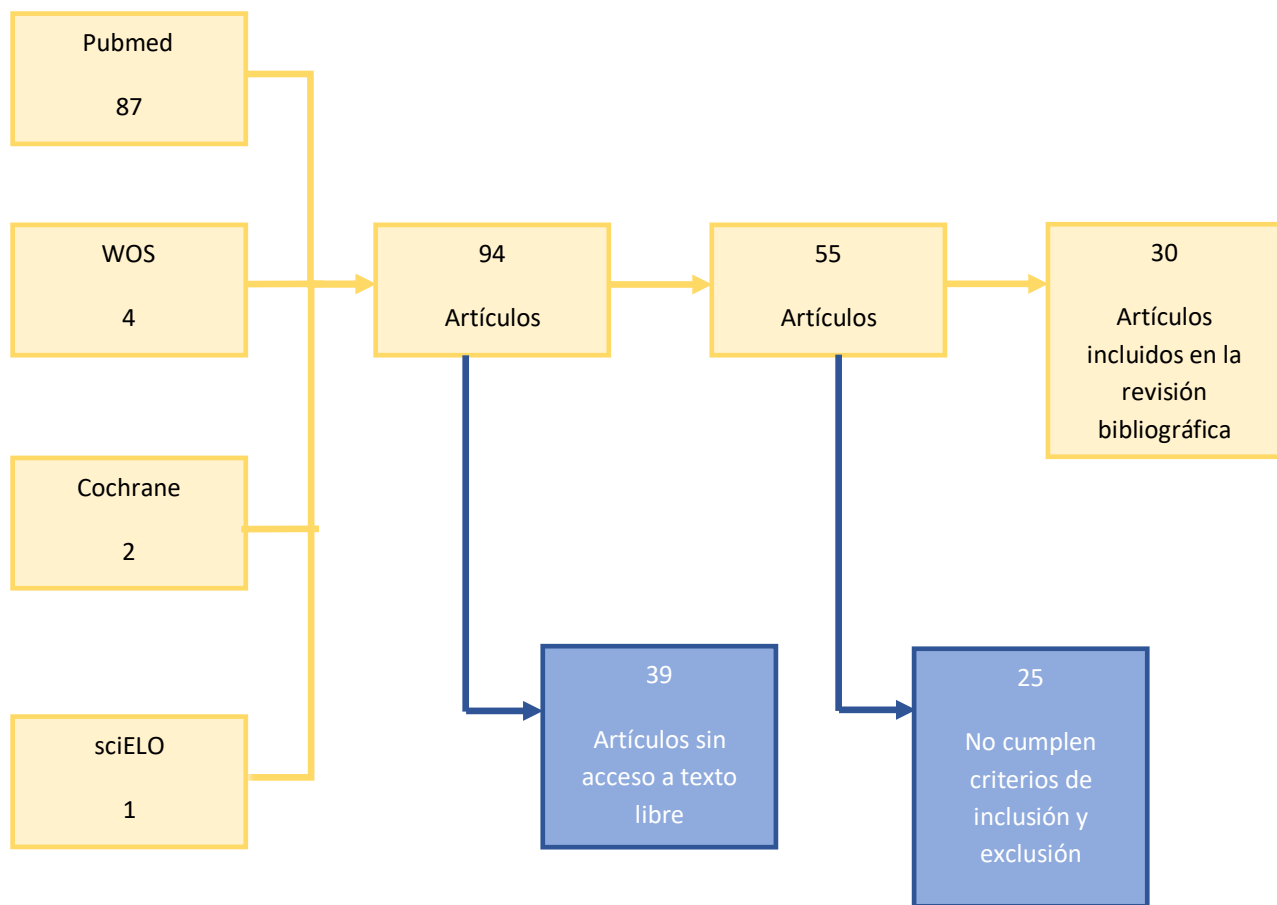 Pubmed
87
WOS
4
Cochrane
2
sciELO
1
94
Artículos
55
Artículos
30
Artículos
incluidos en la
revisión
bibliográfica
39
Artículos sin
acceso a texto
libre
25
No cumplen
criterios de
inclusión y
exclusión